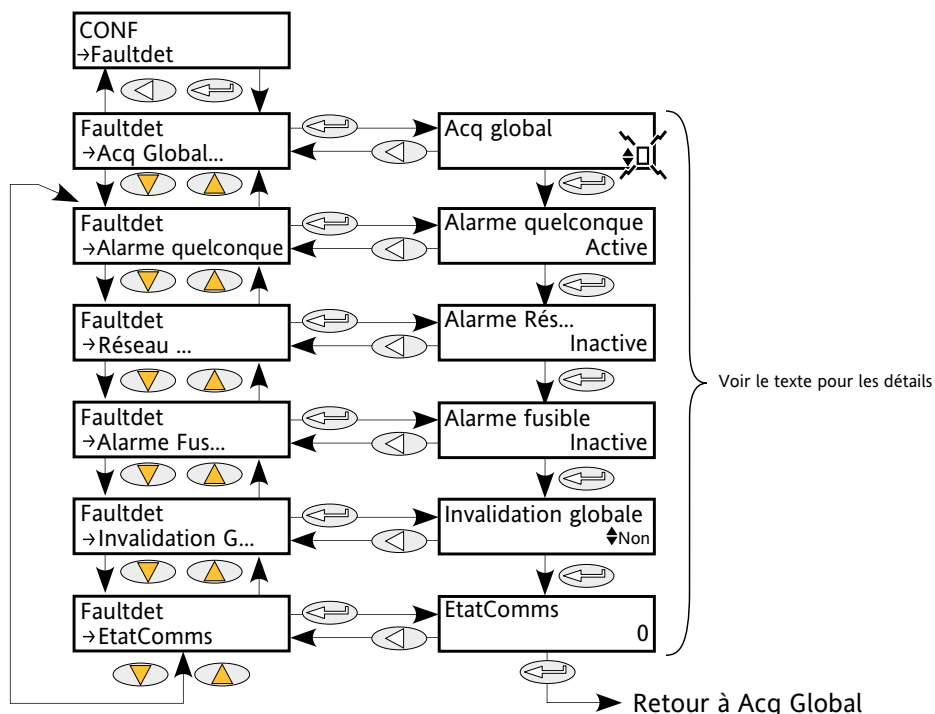 CONF
→Faultdet
Faultdet
→Acq Global...
Acq global
Faultdet
→Alarme quelconque
Alarme quelconque
Active
Faultdet
→Réseau ...
Alarme Rés...
Inactive
Voir le texte pour les détails
Faultdet
→Alarme Fus...
Alarme fusible
Inactive
Faultdet
→Invalidation G...
Invalidation globale
Non
Faultdet
→EtatComms
EtatComms
0
Retour à Acq Global